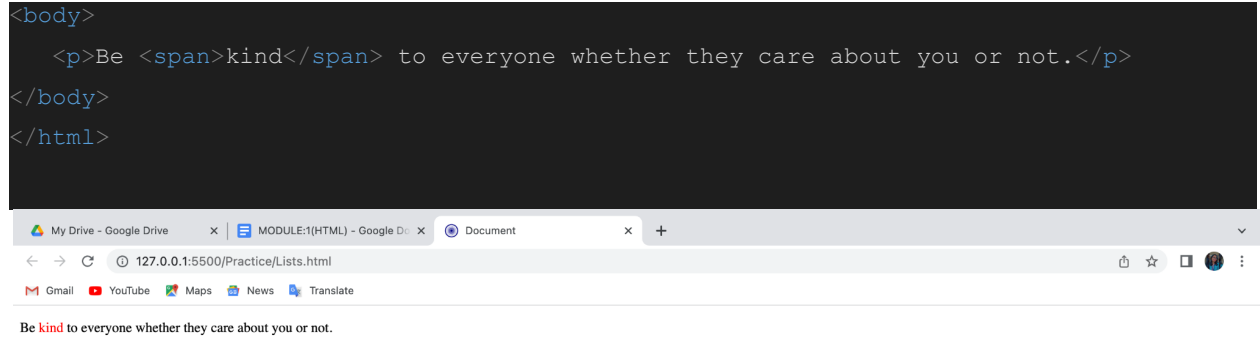 <body>
<p>Be <span>kind</span> to everyone whether they care about you or not.</p>
</body>
</html>
My Drive - Google Drive MODULE:1(HTML) - Google Do Document
127.0.0.1:5500/Practice/Lists.html
Gmail YouTube Maps News Translate
Be kind to everyone whether they care about you or not.